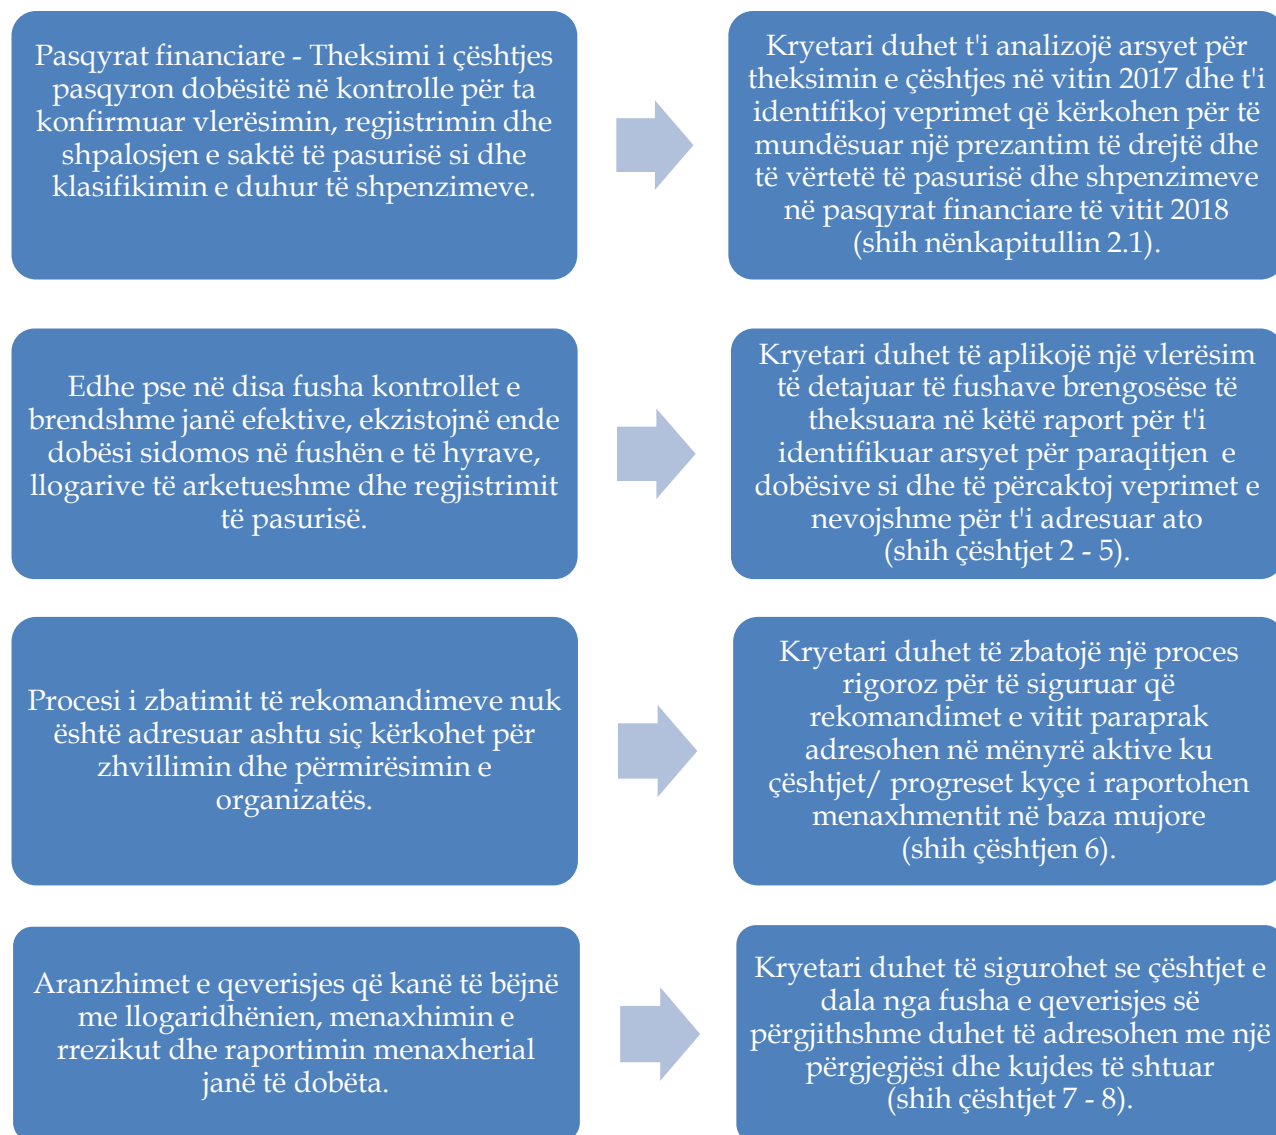 Pasqyrat financiare - Theksimi i çështjes
pasqyron dobësitë në kontrolle për ta
konfirmuar vlerësimin, regjistrimin dhe
shpalosjen e saktë të pasurisë si dhe
klasifikimin e duhur të shpenzimeve.
Kryetari duhet t'i analizojë arsyet për
theksimin e çështjes në vitin 2017 dhe t'i
identifikoj veprimet që kërkohen për të
mundësuar një prezantim të drejtë dhe
të vërtetë të pasurisë dhe shpenzimeve
në pasqyrat financiare të vitit 2018
(shih nënkapitullin 2.1).
Edhe pse në disa fusha kontrollet e
brendshme janë efektive, ekzistojnë ende
dobësi sidomos në fushën e të hyrave,
llogarive të arketueshme dhe regjistrimit
të pasurisë.
Kryetari duhet të aplikojë një vlerësim
të detajuar të fushave brengosëse të
theksuara në këtë raport për t'i
identifikuar arsyet për paraqitjen e
dobësive si dhe të përcaktoj veprimet e
nevojshme për t'i adresuar ato
(shih çështjet 2 - 5).
Procesi i zbatimit të rekomandimeve nuk
është adresuar ashtu siç kërkohet për
zhvillimin dhe përmirësimin e
organizatës.
Kryetari duhet të zbatojë një proces
rigoroz për të siguruar që
rekomandimet e vitit paraprak
adresohen në mënyrë aktive ku
çështjet/ progreset kyçe i raportohen
menaxhmentit në baza mujore
(shih çështjen 6).
Aranzhimet e qeverisjes që kanë të bëjnë
me llogaridhënien, menaxhimin e
rrezikut dhe raportimin menaxherial
janë të dobëta.
Kryetari duhet të sigurohet se çështjet e
dala nga fusha e qeverisjes së
përgjithshme duhet të adresohen me një
përgjegjësi dhe kujdes të shtuar
(shih çështjet 7 - 8).